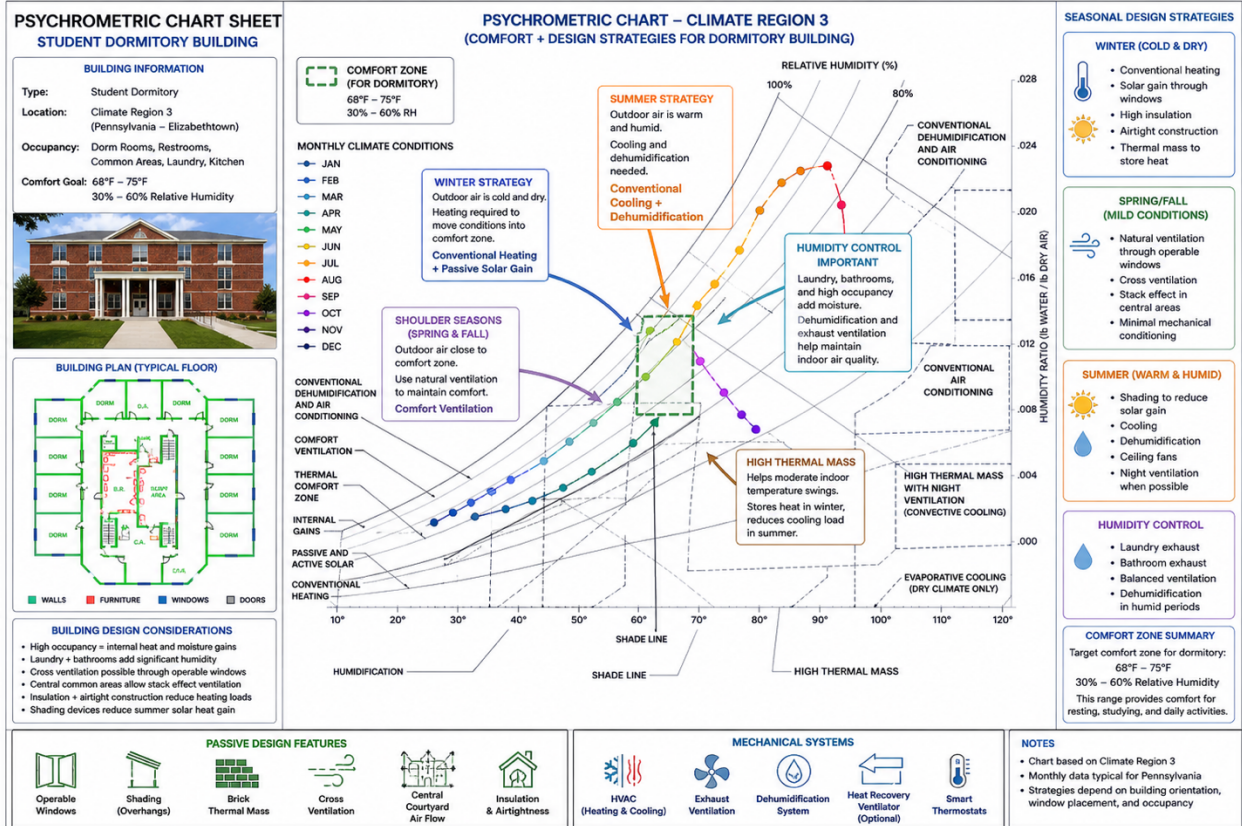 PSYCHROMETRIC CHART SHEET
STUDENT DORMITORY BUILDING
BUILDING INFORMATION
Type: Student Dormitory
Location: Climate Region 3
(Pennsylvania – Elizabethtown)
Occupancy: Dorm Rooms, Restrooms,
Common Areas, Laundry, Kitchen
Comfort Goal: 68°F – 75°F
30% – 60% Relative Humidity
BUILDING PLAN (TYPICAL FLOOR)
DORM
DORM
DORM
O.A.
DORM
DORM
DORM
DORM
DORM
DORM
DORM
DORM
DORM
D.R.
AREA
C.A.
WALLS
FURNITURE
WINDOWS
DOORS
BUILDING DESIGN CONSIDERATIONS
• High occupancy = internal heat and moisture gains
• Laundry + bathrooms add significant humidity
• Cross ventilation possible through operable windows
• Central common areas allow stack effect ventilation
• Insulation + airtight construction reduce heating loads
• Shading devices reduce summer solar heat gain
PSYCHROMETRIC CHART – CLIMATE REGION 3
(COMFORT + DESIGN STRATEGIES FOR DORMITORY BUILDING)
COMFORT ZONE
(FOR DORMITORY)
68°F – 75°F
30% – 60% RH
MONTHLY CLIMATE CONDITIONS
JAN
FEB
MAR
APR
MAY
JUN
JUL
AUG
SEP
OCT
NOV
DEC
WINTER STRATEGY
Outdoor air is cold and dry.
Heating required to
move conditions into
comfort zone.
Conventional Heating
+ Passive Solar Gain
SUMMER STRATEGY
Outdoor air is warm
and humid.
Cooling and
dehumidification
needed.
Conventional
Cooling +
Dehumidification
SHOULDER SEASONS
(SPRING & FALL)
Outdoor air close to
comfort zone.
Use natural ventilation
to maintain comfort.
Comfort Ventilation
HUMIDITY CONTROL
IMPORTANT
Laundry, bathrooms,
and high occupancy
add moisture.
Dehumidification and
exhaust ventilation
help maintain
indoor air quality.
HIGH THERMAL MASS
Helps moderate indoor
temperature swings.
Stores heat in winter,
reduces cooling load
in summer.
RELATIVE HUMIDITY (%)
100%
80%
CONVENTIONAL
DEHUMIDIFICATION
AND AIR
CONDITIONING
CONVENTIONAL
AIR
CONDITIONING
HIGH THERMAL MASS
WITH NIGHT
VENTILATION
(CONVECTIVE COOLING)
EVAPORATIVE COOLING
(DRY CLIMATE ONLY)
CONVENTIONAL
DEHUMIDIFICATION
AND AIR
CONDITIONING
COMFORT
VENTILATION
THERMAL
COMFORT
ZONE
INTERNAL
GAINS
PASSIVE AND
ACTIVE SOLAR
CONVENTIONAL
HEATING
.028
.024
.020
.016
.012
.008
.004
.000
HUMIDITY RATIO (lb WATER / lb DRY AIR)
10° 20° 30° 40° 50° 60° 70° 80° 90° 100° 110° 120°
SHADE LINE
HUMIDIFICATION
SHADE LINE
HIGH THERMAL MASS
SEASONAL DESIGN STRATEGIES
WINTER (COLD & DRY)
• Conventional heating
• Solar gain through
windows
• High insulation
• Airtight construction
• Thermal mass to
store heat
SPRING/FALL
(MILD CONDITIONS)
• Natural ventilation
through operable
windows
• Cross ventilation
• Stack effect in
central areas
• Minimal mechanical
conditioning
SUMMER (WARM & HUMID)
• Shading to reduce
solar gain
• Cooling
• Dehumidification
• Ceiling fans
• Night ventilation
when possible
HUMIDITY CONTROL
• Laundry exhaust
• Bathroom exhaust
• Balanced ventilation
• Dehumidification
in humid periods
COMFORT ZONE SUMMARY
Target comfort zone for dormitory:
68°F – 75°F
30% – 60% Relative Humidity
This range provides comfort for
resting, studying, and daily activities.
PASSIVE DESIGN FEATURES
Operable
Windows
Shading
(Overhangs)
Brick
Thermal Mass
Cross
Ventilation
Central
Courtyard
Air Flow
Insulation
& Airtightness
MECHANICAL SYSTEMS
HVAC
(Heating & Cooling)
Exhaust
Ventilation
Dehumidification
System
Heat Recovery
Ventilator
(Optional)
Smart
Thermostats
NOTES
• Chart based on Climate Region 3
• Monthly data typical for Pennsylvania
• Strategies depend on building orientation,
window placement, and occupancy